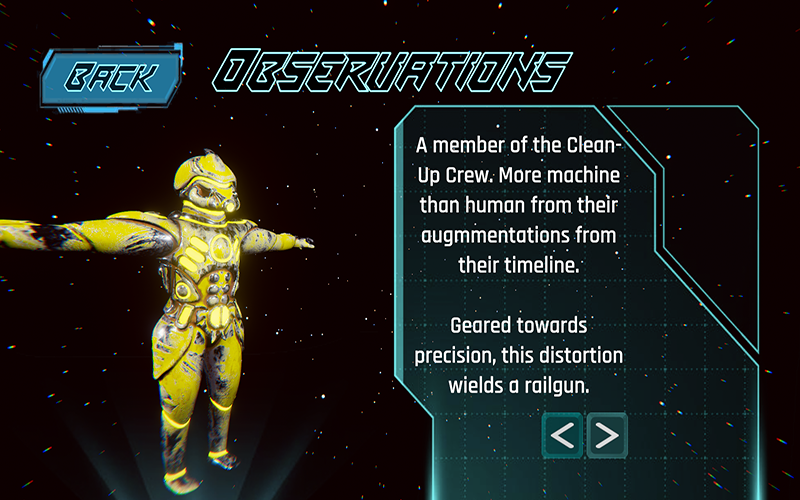 Back
Observations
A member of the Clean-
Up Crew. More machine
than human from their
augmmentations from
their timeline.
Geared towards
precision, this distortion
wields a railgun.
< >